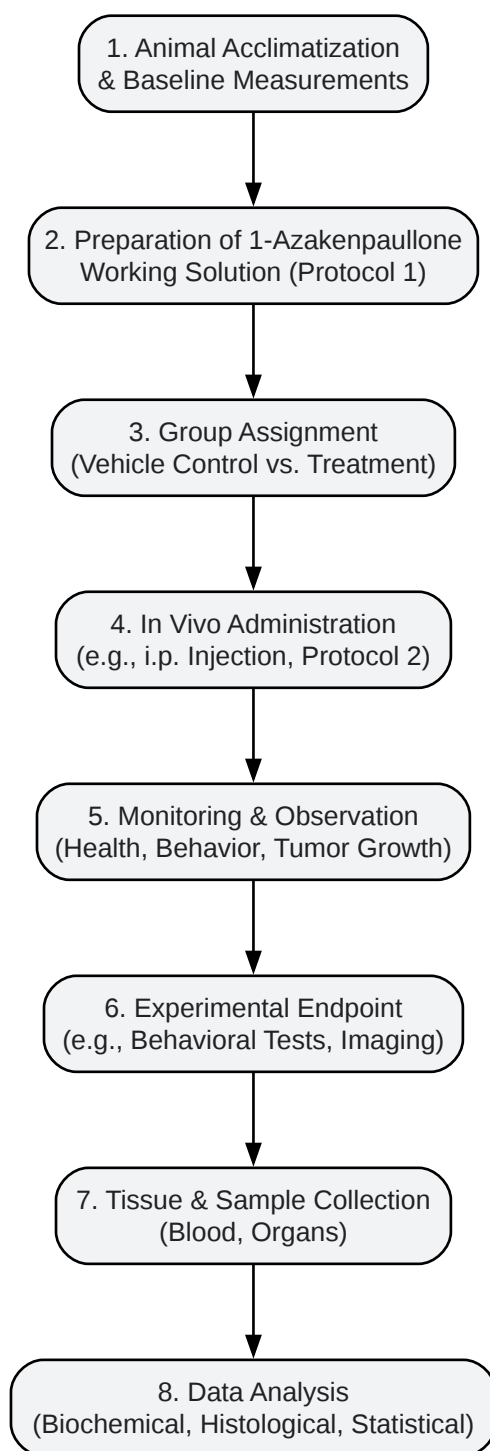 1. Animal Acclimatization
& Baseline Measurements
2. Preparation of 1-Azakenpaullone
Working Solution (Protocol 1)
3. Group Assignment
(Vehicle Control vs. Treatment)
4. In Vivo Administration
(e.g., i.p. Injection, Protocol 2)
5. Monitoring & Observation
(Health, Behavior, Tumor Growth)
6. Experimental Endpoint
(e.g., Behavioral Tests, Imaging)
7. Tissue & Sample Collection
(Blood, Organs)
8. Data Analysis
(Biochemical, Histological, Statistical)